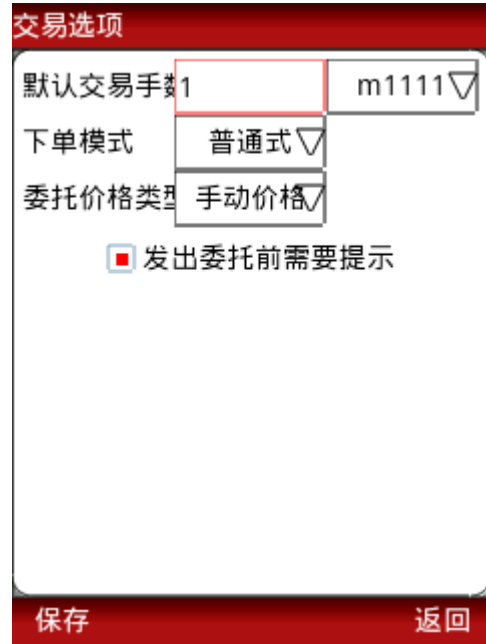 交易选项
默认交易手数 1 m1111
下单模式 普通式
委托价格类型 手动价格
发出委托前需要提示
保存 返回